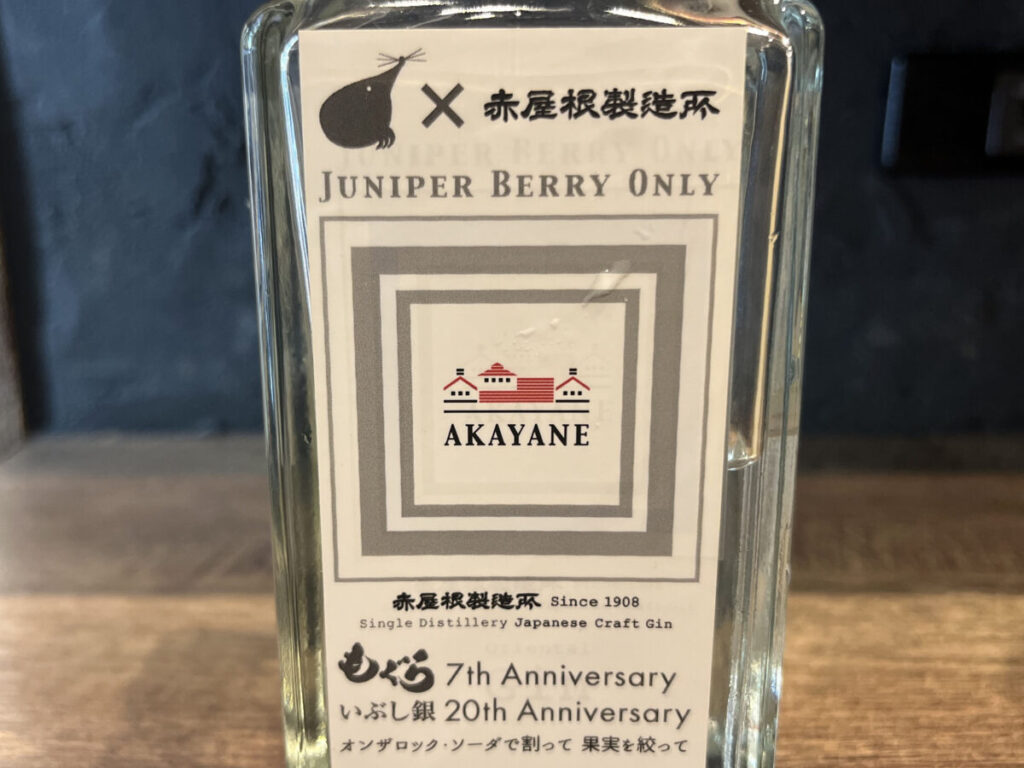 × 赤屋根製造所
JUNIPER BERRY ONLY
AKAYANE
赤屋根製造所 Since 1908
Single Distillery Japanese Craft Gin
もぐら 7th Anniversary
いぶし銀 20th Anniversary
オンザロック・ソーダで割って 果実を絞って